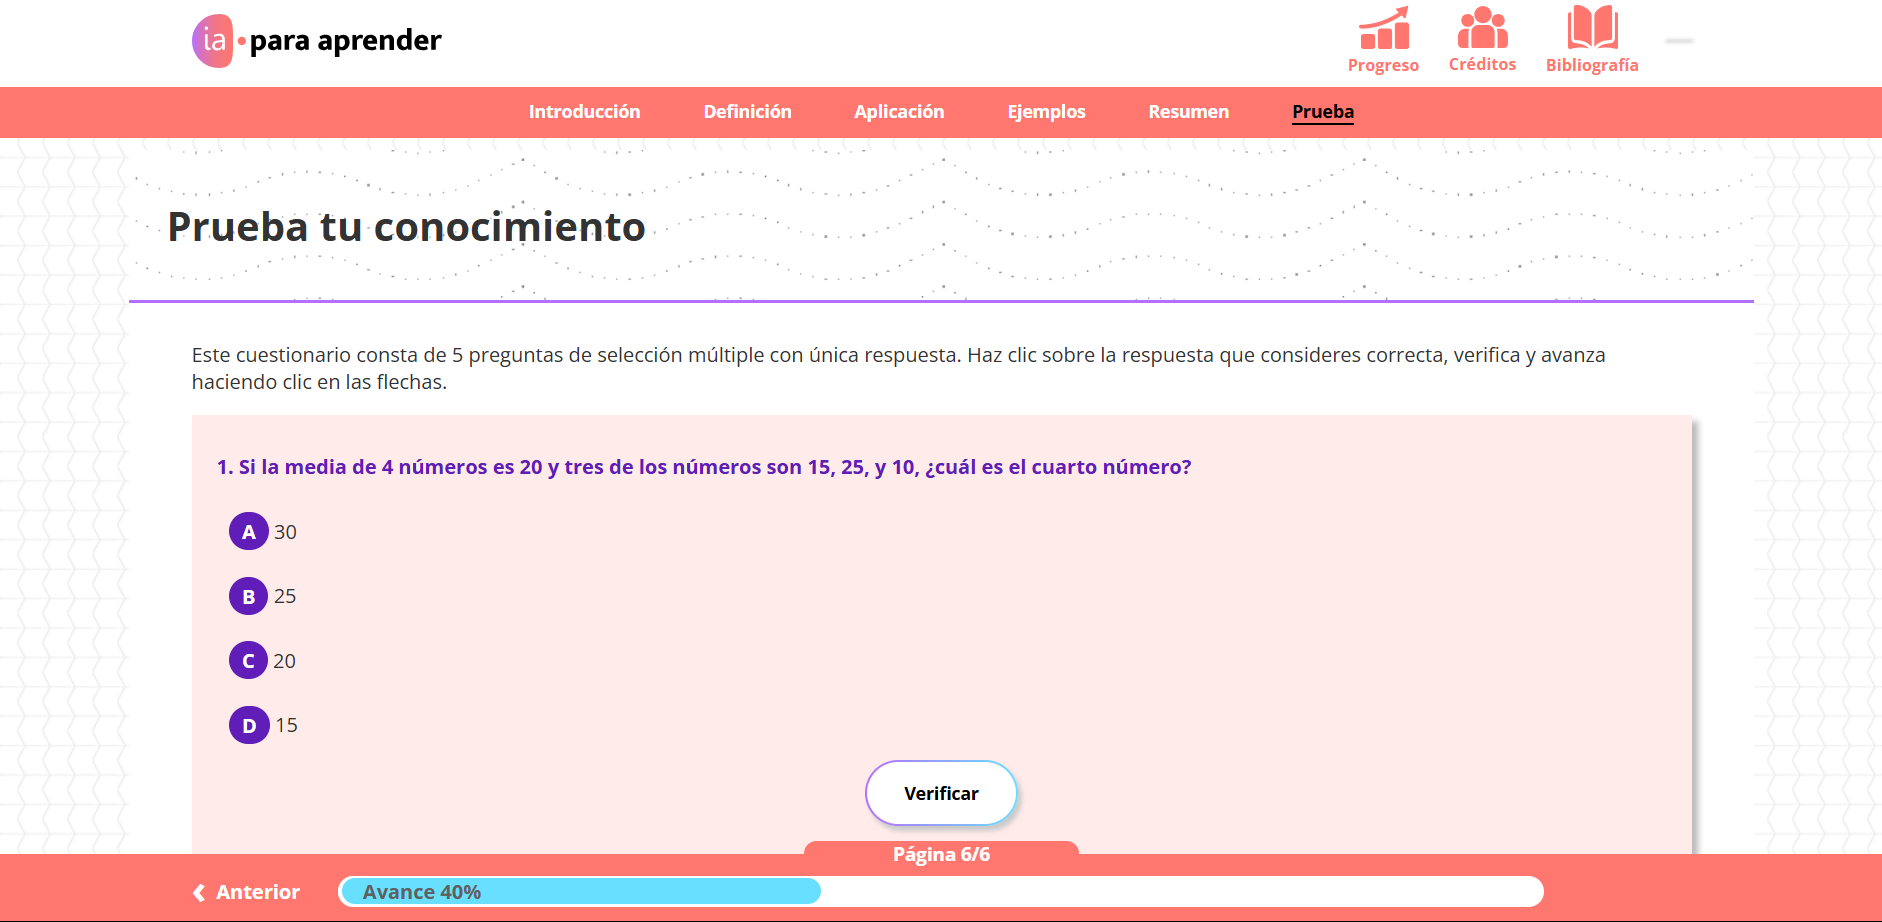 ia para aprender
Progreso
Créditos
Bibliografía
Introducción
Definición
Aplicación
Ejemplos
Resumen
Prueba
Prueba tu conocimiento
Este cuestionario consta de 5 preguntas de selección múltiple con única respuesta. Haz clic sobre la respuesta que consideres correcta, verifica y avanza
haciendo clic en las flechas.
1. Si la media de 4 números es 20 y tres de los números son 15, 25, y 10, ¿cuál es el cuarto número?
A 30
B 25
C 20
D 15
Verificar
Página 6/6
Anterior
Avance 40%